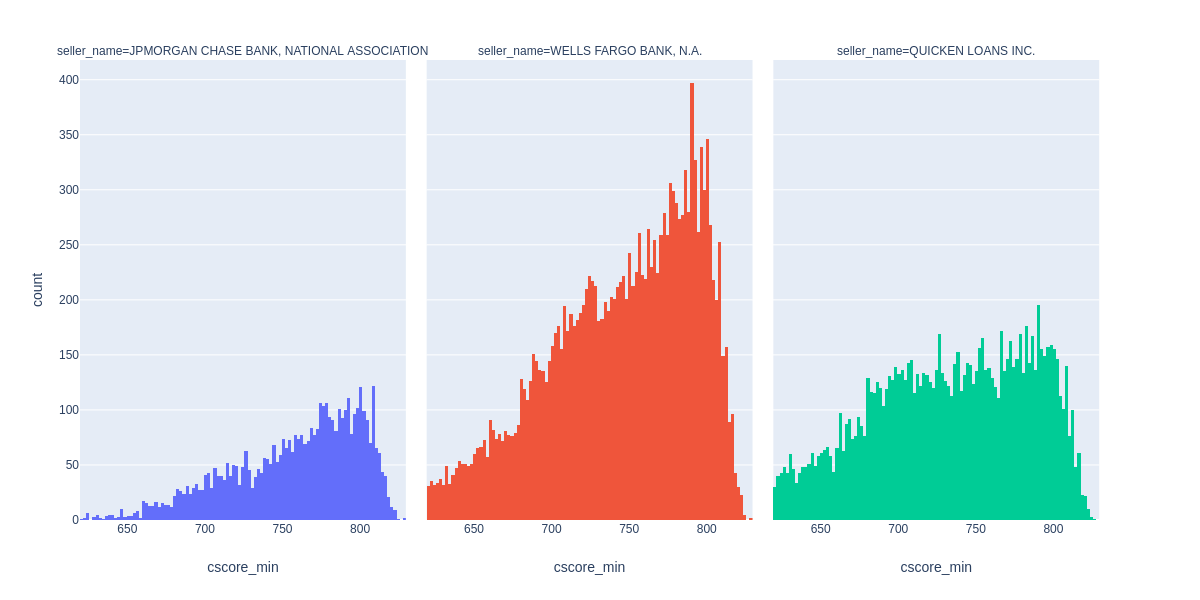 seller_name=JPMORGAN CHASE BANK, NATIONAL ASSOCIATION
seller_name=WELLS FARGO BANK, N.A.
seller_name=QUICKEN LOANS INC.
400
350
300
250
200
150
100
50
0
count
650 700 750 800
650 700 750 800
650 700 750 800
cscore_min
cscore_min
cscore_min